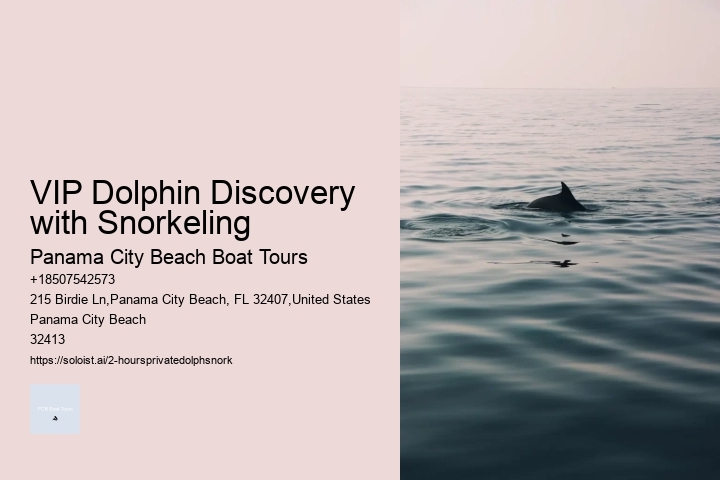 VIP Dolphin Discovery
with Snorkeling
Panama City Beach Boat Tours
+18507542573
215 Birdie Ln,Panama City Beach, FL 32407,United States
Panama City Beach
32413
https://soloist.ai/2-hoursprivatedolphsnork